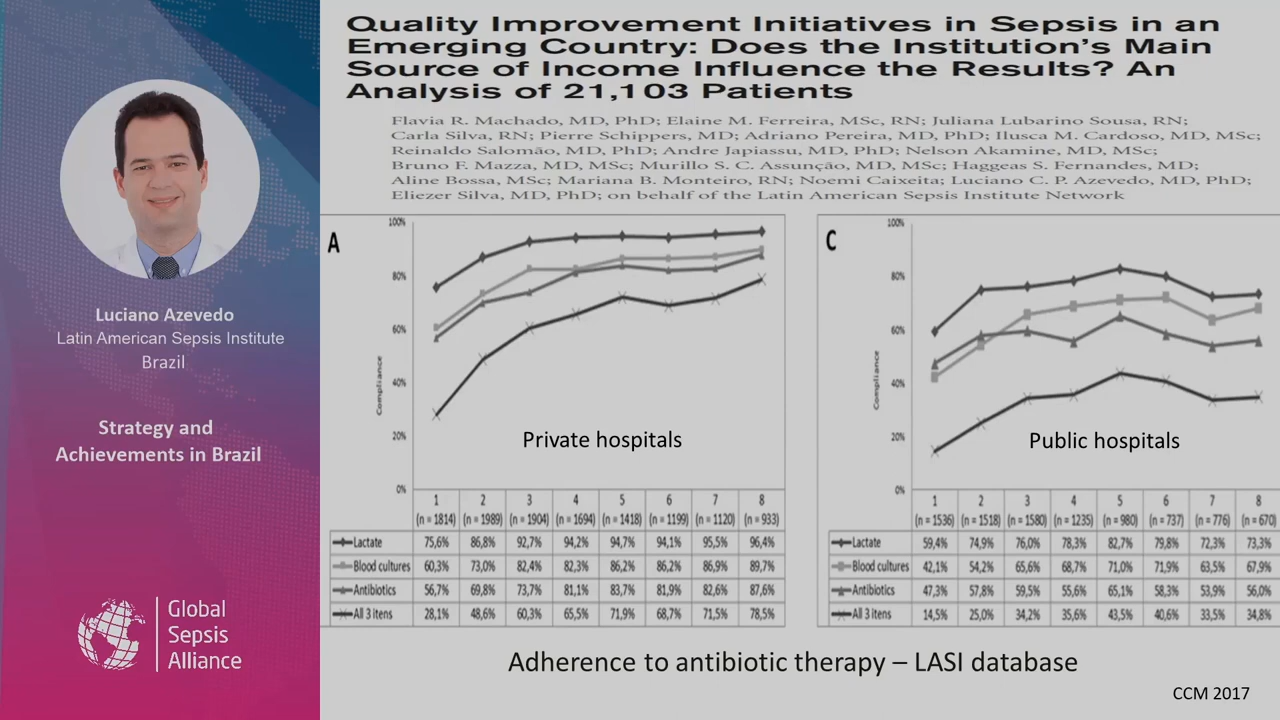 Quality Improvement Initiatives in Sepsis in an
Emerging Country: Does the Institution's Main
Source of Income Influence the Results? An
Analysis of 21,103 Patients
Flavia R. Machado, MD, PhD; Elaine M. Ferreira, MSc, RN; Juliana Lubarino Sousa, RN;
Carla Silva, RN; Pierre Schippers, MD; Adriano Pereira, MD, PhD; Ilusca M. Cardoso, MD, MSc;
Reinaldo Salomão, MD, PhD; Andre Japiassu, MD, PhD; Nelson Akamine, MD, MSc;
Bruno F. Mazza, MD, MSc; Murillo S. C. Assunção, MD, MSc; Haggeas S. Fernandes, MD;
Aline Bossa, MSc; Mariana B. Monteiro, RN; Noemi Caixeita; Luciano C. P. Azevedo, MD, PhD;
Eliezer Silva, MD, PhD; on behalf of the Latin American Sepsis Institute Network
Luciano Azevedo
Latin American Sepsis Institute
Brazil
Strategy and
Achievements in Brazil
Global
Sepsis
Alliance
A
100%
80%
60%
40%
20%
0%
Compliance
Private hospitals
1 2 3 4 5 6 7 8
(n = 1814) (n = 1989) (n = 1904) (n = 1694) (n = 1418) (n = 1199) (n = 1120) (n = 933)
Lactate 75,6% 86,8% 92,7% 94,2% 94,7% 94,1% 95,5% 96,4%
Blood cultures 60,3% 73,0% 82,4% 82,3% 86,2% 86,2% 86,9% 89,7%
Antibiotics 56,7% 69,8% 73,7% 81,1% 83,7% 81,9% 82,6% 87,6%
All 3 itens 28,1% 48,6% 60,3% 65,5% 71,9% 68,7% 71,5% 78,5%
C
100%
80%
60%
40%
20%
0%
Compliance
Public hospitals
1 2 3 4 5 6 7 8
(n = 1536) (n = 1518) (n = 1580) (n = 1235) (n = 980) (n = 737) (n = 776) (n = 670)
Lactate 59,4% 74,9% 76,0% 78,3% 82,7% 79,8% 72,3% 73,3%
Blood cultures 42,1% 54,2% 65,6% 68,7% 71,0% 71,9% 63,5% 67,9%
Antibiotics 47,3% 57,8% 59,5% 55,6% 65,1% 58,3% 53,9% 56,0%
All 3 itens 14,5% 25,0% 34,2% 35,6% 43,5% 40,6% 33,5% 34,8%
Adherence to antibiotic therapy – LASI database
CCM 2017